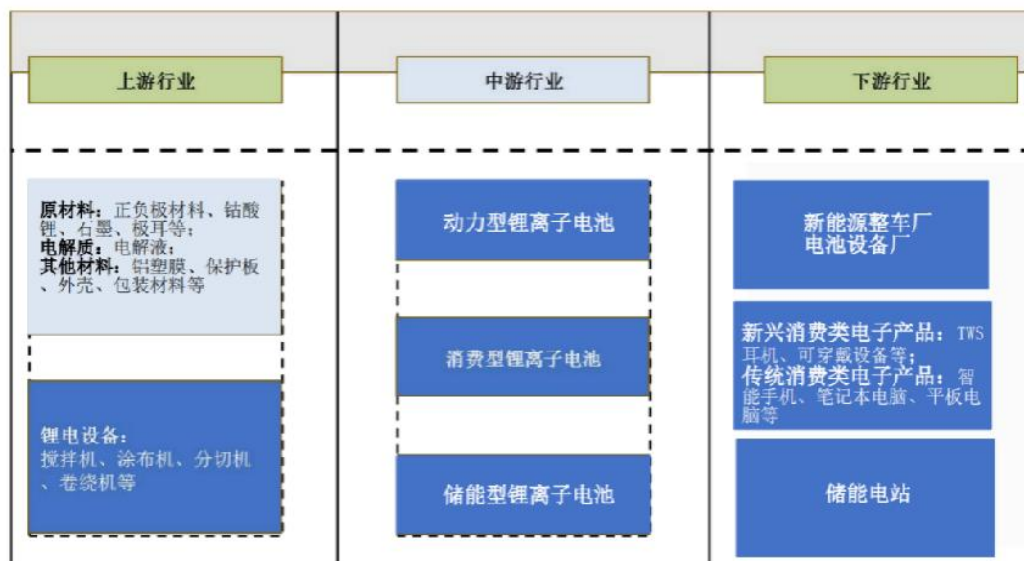 上游行业
中游行业
下游行业
原材料：正负极材料、钴酸
锂、石墨、极耳等；
电解质：电解液；
其他材料：铝塑膜、保护板
、外壳、包装材料等
锂电设备：
搅拌机、涂布机、分切机
、卷绕机等
动力型锂离子电池
消费型锂离子电池
储能型锂离子电池
新能源整车厂
电池设备厂
新兴消费类电子产品：TWS
耳机、可穿戴设备等；
传统消费类电子产品：智
能手机、笔记本电脑、平板电
脑等
储能电站